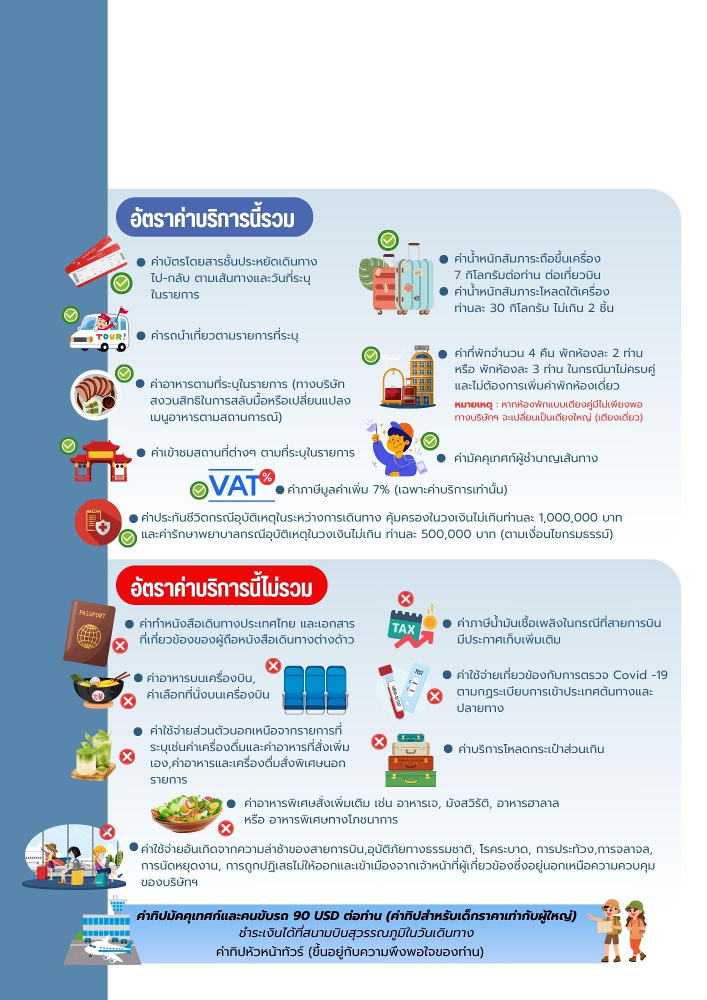 อัตราค่าบริการนี้รวม
BOARDING PASS
BOARDING PASS
ค่าบัตรโดยสารชั้นประหยัดเดินทาง
ไป-กลับ ตามเส้นทางและวันที่ระบุ
ในรายการ
TOUR!
ค่ารถนำเที่ยวตามรายการที่ระบุ
ค่าอาหารตามที่ระบุในรายการ (ทางบริษัท
สงวนสิทธิในการสลับมื้อหรือเปลี่ยนแปลง
เมนูอาหารตามสถานการณ์)
ค่าเข้าชมสถานที่ต่างๆ ตามที่ระบุในรายการ
ค่าน้ำหนักสัมภาระถือขึ้นเครื่อง
7 กิโลกรัมต่อท่าน ต่อเที่ยวบิน
ค่าน้ำหนักสัมภาระโหลดใต้เครื่อง
ท่านละ 30 กิโลกรัม ไม่เกิน 2 ชิ้น
Hotel
Hotel
ค่าที่พักจำนวน 4 คืน พักห้องละ 2 ท่าน
หรือ พักห้องละ 3 ท่าน ในกรณีมาไม่ครบคู่
และไม่ต้องการเพิ่มค่าพักห้องเดี่ยว
หมายเหตุ : หากห้องพักแบบเตียงคู่มีไม่เพียงพอ
ทางบริษัทฯ จะเปลี่ยนเป็นเตียงใหญ่ (เตียงเดี่ยว)
ค่ามัคคุเทศก์ผู้ชำนาญเส้นทาง
VAT %
ค่าภาษีมูลค่าเพิ่ม 7% (เฉพาะค่าบริการเท่านั้น)
ค่าประกันชีวิตกรณีอุบัติเหตุในระหว่างการเดินทาง คุ้มครองในวงเงินไม่เกินท่านละ 1,000,000 บาท
และค่ารักษาพยาบาลกรณีอุบัติเหตุในวงเงินไม่เกิน ท่านละ 500,000 บาท (ตามเงื่อนไขกรมธรรม์)
อัตราค่าบริการนี้ไม่รวม
PASSPORT
ค่าทำหนังสือเดินทางประเทศไทย และเอกสาร
ที่เกี่ยวข้องของผู้ถือหนังสือเดินทางต่างด้าว
拉麺
ค่าอาหารบนเครื่องบิน,
ค่าเลือกที่นั่งบนเครื่องบิน
ค่าใช้จ่ายส่วนตัวนอกเหนือจากรายการที่
ระบุเช่นค่าเครื่องดื่มและค่าอาหารที่สั่งเพิ่ม
เอง,ค่าอาหารและเครื่องดื่มสั่งพิเศษนอก
รายการ
TAX
ค่าภาษีน้ำมันเชื้อเพลิงในกรณีที่สายการบิน
มีประกาศเก็บเพิ่มเติม
TEST
C
T
COVID-19 TEST
ค่าใช้จ่ายเกี่ยวข้องกับการตรวจ Covid -19
ตามกฎระเบียบการเข้าประเทศต้นทางและ
ปลายทาง
ค่าบริการโหลดกระเป๋าส่วนเกิน
ค่าอาหารพิเศษสั่งเพิ่มเติม เช่น อาหารเจ, มังสวิรัติ, อาหารฮาลาล
หรือ อาหารพิเศษทางโภชนาการ
ค่าใช้จ่ายอันเกิดจากความล่าช้าของสายการบิน,อุบัติภัยทางธรรมชาติ, โรคระบาด, การประท้วง,การจลาจล,
การนัดหยุดงาน, การถูกปฏิเสธไม่ให้ออกและเข้าเมืองจากเจ้าหน้าที่ผู้เกี่ยวข้องซึ่งอยู่นอกเหนือความควบคุม
ของบริษัทฯ
ค่าทิปมัคคุเทศก์และคนขับรถ 90 USD ต่อท่าน (ค่าทิปสำหรับเด็กราคาเท่ากับผู้ใหญ่)
ชำระเงินได้ที่สนามบินสุวรรณภูมิในวันเดินทาง
ค่าทิปหัวหน้าทัวร์ (ขึ้นอยู่กับความพึงพอใจของท่าน)